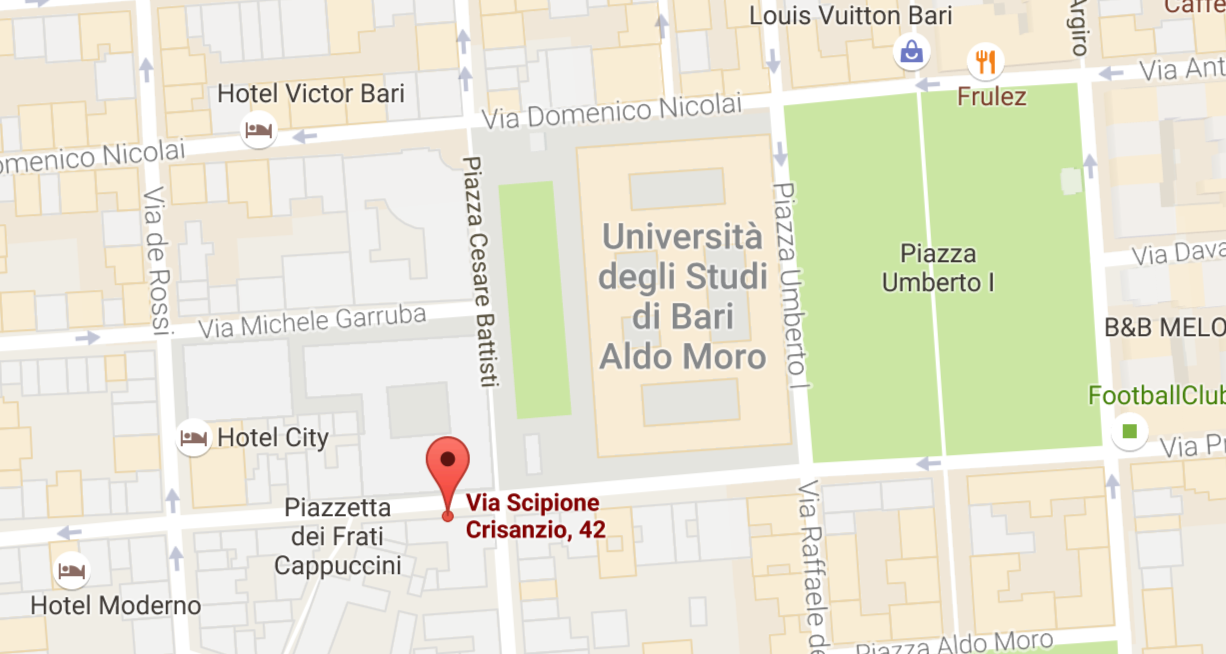 Caffe
Louis Vuitton Bari
Argiro
Via Ant
Hotel Victor Bari
Via Domenico Nicolai
Frulez
omenico Nicolai
Piazza Cesare Battisti
Piazza Umberto I
Via de Rossi
Università
degli Studi
di Bari
Aldo Moro
Piazza
Umberto I
Via Dava
Via Michele Garruba
B&B MELO
FootballClub
Hotel City
Via P
Piazzetta
dei Frati
Cappuccini
Via Scipione
Crisanzio, 42
Via Raffaele de
Hotel Moderno
Piazza Aldo Moro